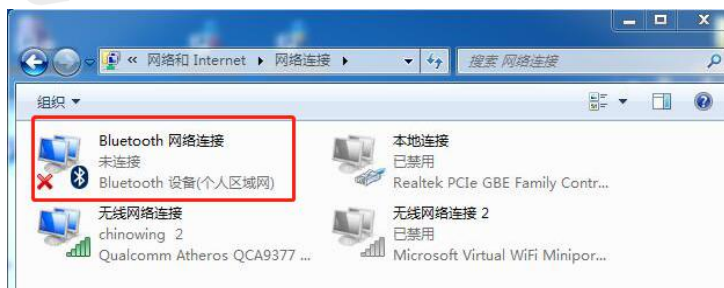 « 网络和 Internet ▸ 网络连接 ▸
搜索 网络连接
组织 ▼
Bluetooth 网络连接
未连接
Bluetooth 设备(个人区域网)
本地连接
已禁用
Realtek PCIe GBE Family Contr...
无线网络连接
chinowing 2
Qualcomm Atheros QCA9377 ...
无线网络连接 2
已禁用
Microsoft Virtual WiFi Minipor...